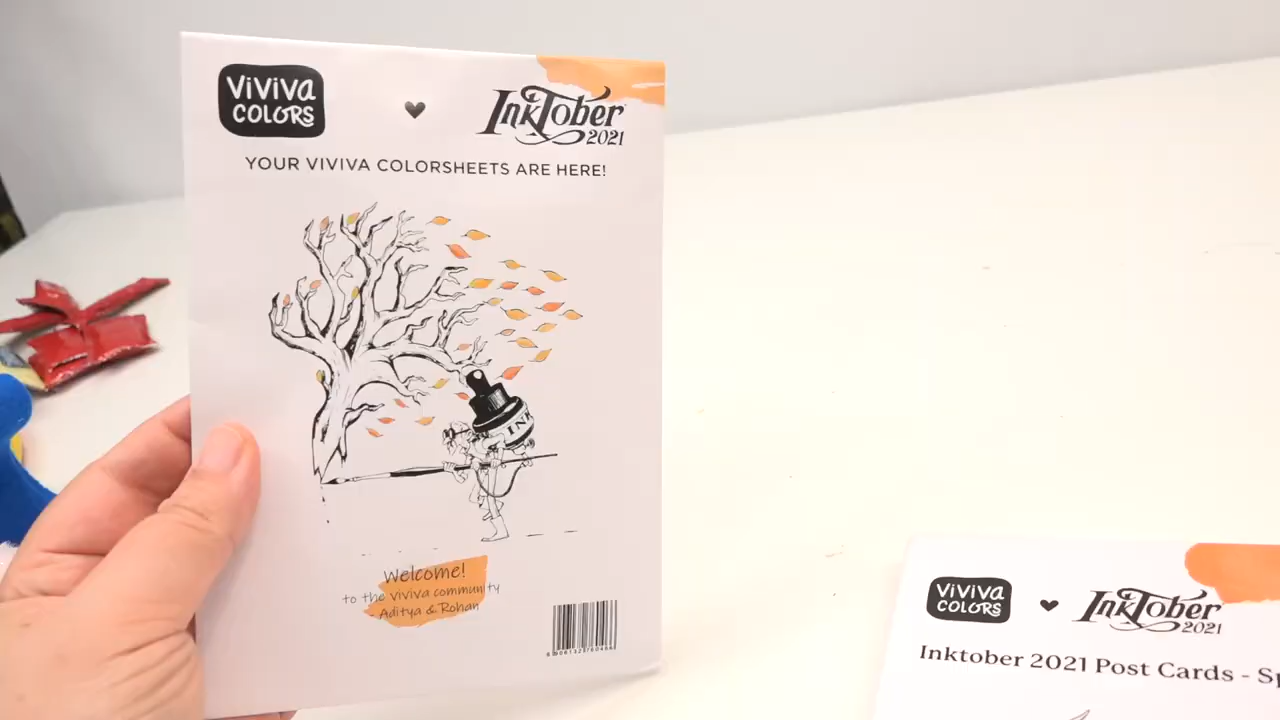 ViViVA
COLORS
INKTOBER
2021
YOUR VIVIVA COLORSHEETS ARE HERE!
INK
Welcome!
to the Viviva community
- Aditya & Rohan
ViViVA
COLORS
INKTOBER
2021
Inktober 2021 Post Cards -